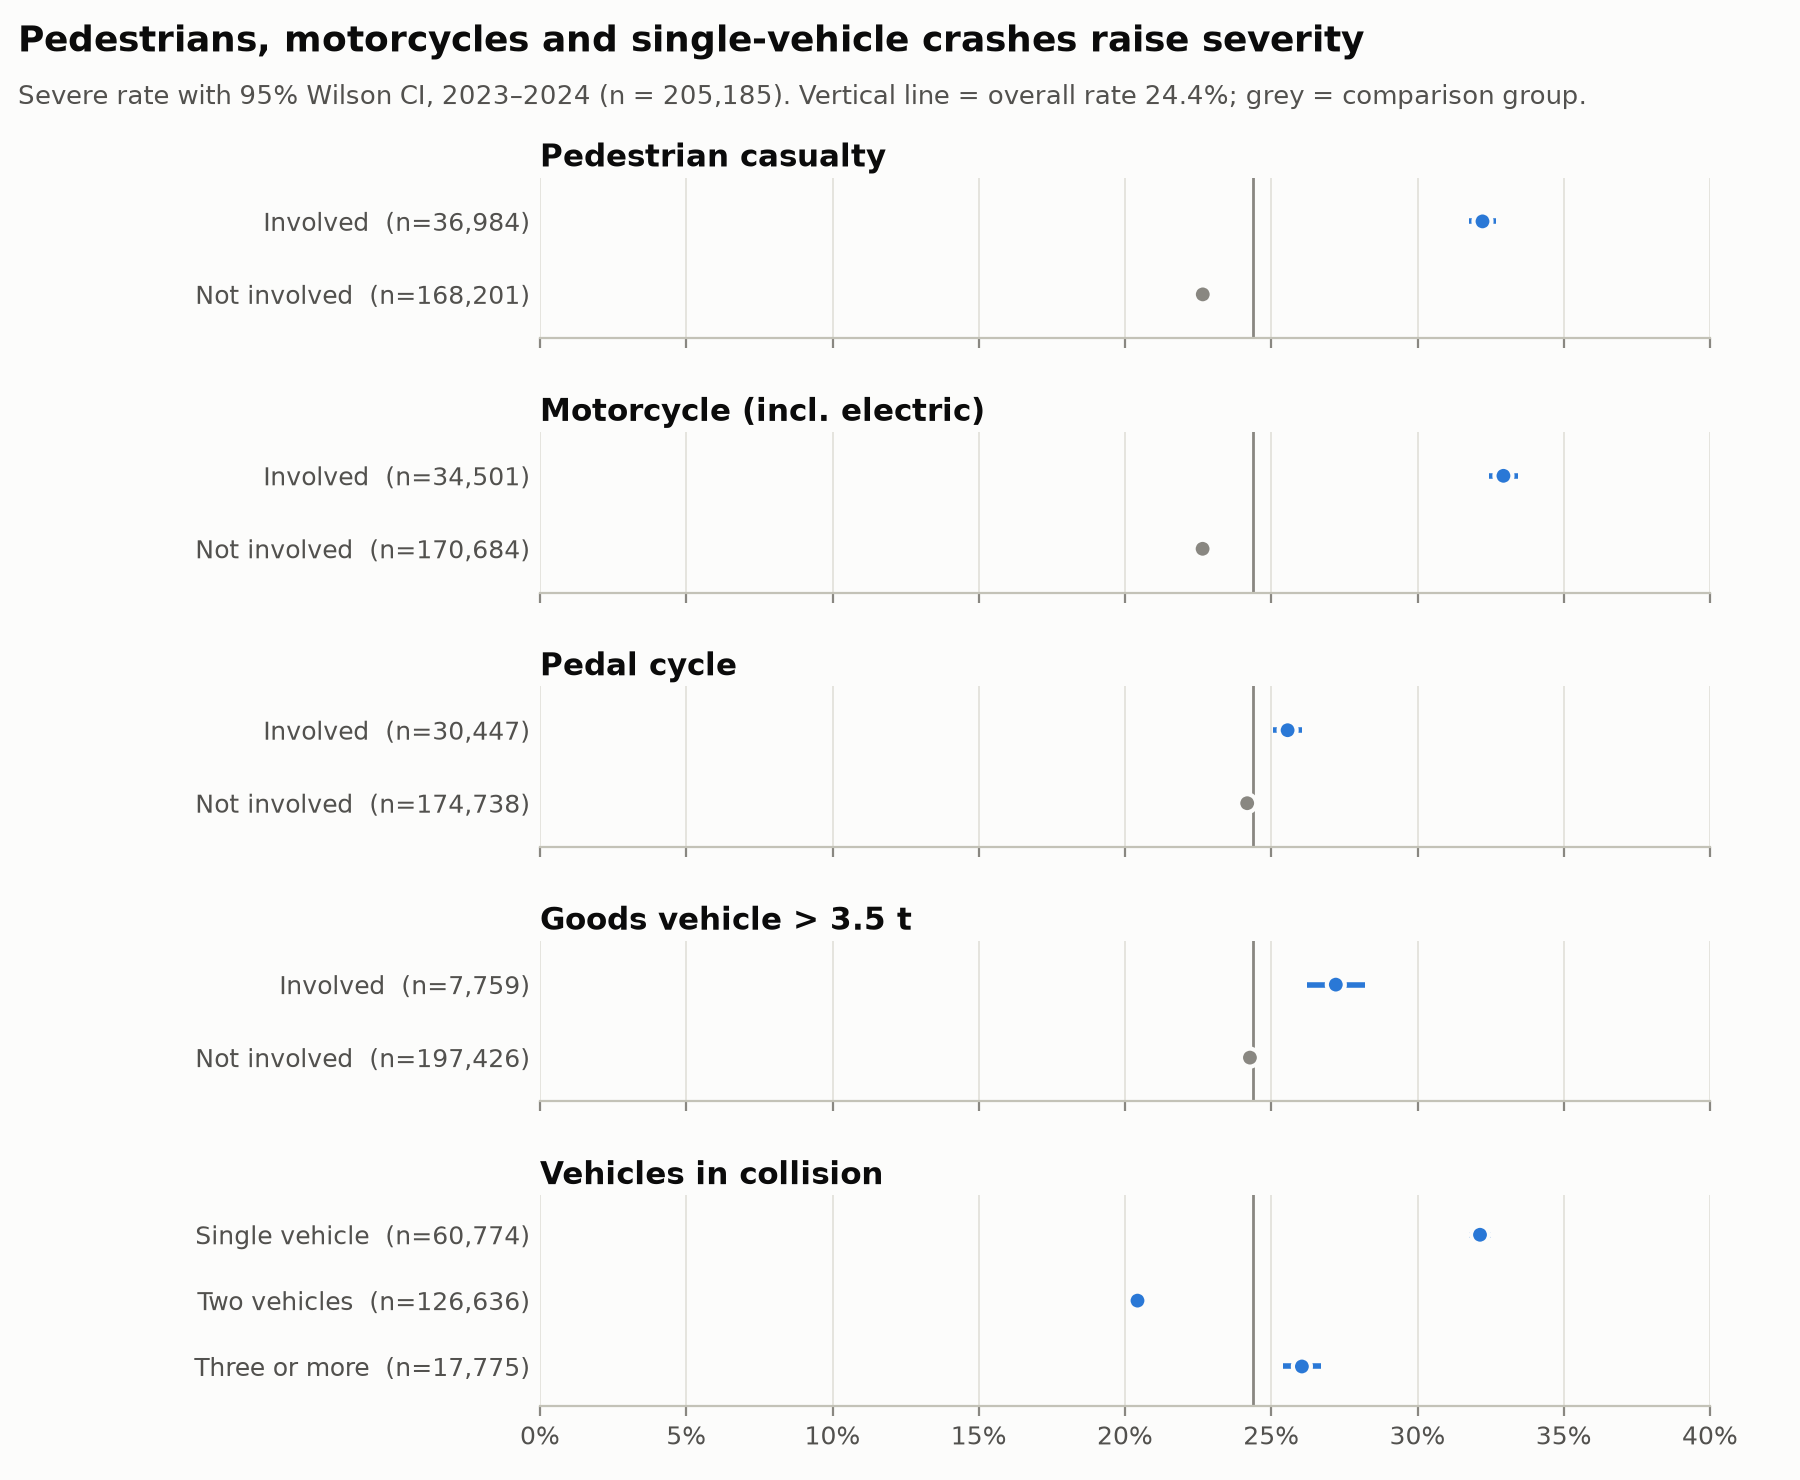 Pedestrians, motorcycles and single-vehicle crashes raise severity
Severe rate with 95% Wilson CI, 2023–2024 (n = 205,185). Vertical line = overall rate 24.4%; grey = comparison group.
Pedestrian casualty
Involved (n=36,984)
Not involved (n=168,201)
Motorcycle (incl. electric)
Involved (n=34,501)
Not involved (n=170,684)
Pedal cycle
Involved (n=30,447)
Not involved (n=174,738)
Goods vehicle > 3.5 t
Involved (n=7,759)
Not involved (n=197,426)
Vehicles in collision
Single vehicle (n=60,774)
Two vehicles (n=126,636)
Three or more (n=17,775)
0% 5% 10% 15% 20% 25% 30% 35% 40%